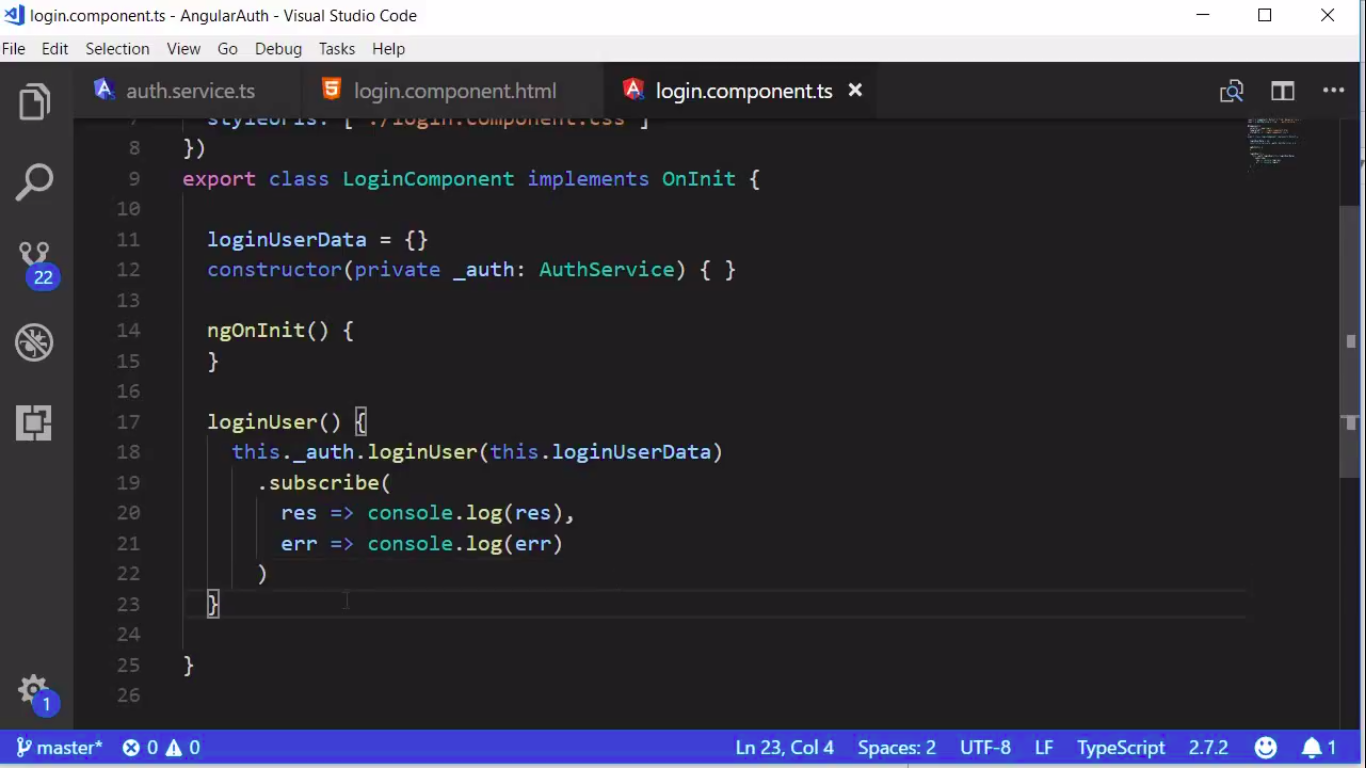 login.component.ts - AngularAuth - Visual Studio Code
File Edit Selection View Go Debug Tasks Help
auth.service.ts login.component.html login.component.ts
7 styleUrls: ['./login.component.css']
8 })
9 export class LoginComponent implements OnInit {
10
11 loginUserData = {}
12 constructor(private _auth: AuthService) { }
13
14 ngOnInit() {
15 }
16
17 loginUser() {
18 this._auth.loginUser(this.loginUserData)
19 .subscribe(
20 res => console.log(res),
21 err => console.log(err)
22 )
23 }
24
25 }
26
22
1
master* 0 0 Ln 23, Col 4 Spaces: 2 UTF-8 LF TypeScript 2.7.2 1